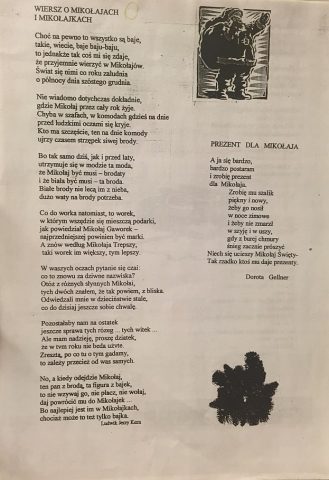 WIERSZ O MIKOŁAJACH
I MIKOŁAJKACH
Choć na pewno to wszystko są baje,
takie, wiecie, baje baju-baju,
to jednakże tak coś mi się zdaje,
że przyjemnie wierzyć w Mikołajów.
Świat się nimi co roku zaludnia
o północy dnia szóstego grudnia.
Nie wiadomo dotychczas dokładnie,
gdzie Mikołaj przez cały rok żyje.
Chyba w szafach, w komodach gdzieś na dnie
przed ludzkimi oczami się kryje.
Kto ma szczęście, ten na dnie komody
ujrzy czasem strzępek siwej brody.
Bo tak samo dziś, jak i przed laty,
utrzymuje się w modzie ta moda,
że Mikołaj być musi – brodaty
i że biała być musi – ta broda.
Białe brody nie lecą im z nieba,
dużo waty na brody potrzeba.
Co do worka natomiast, to worek,
w którym wszędzie się mieszczą podarki,
jak powiedział Mikołaj Gaworek –
najprzedniejszej powinien być marki.
A znów według Mikołaja Trepszy,
taki worek im większy, tym lepszy.
W waszych oczach pytanie się czai:
co to znowu za dziwne nazwiska?
Otóż z różnych słynnych Mikołai,
tych dwóch znałem, że tak powiem, z bliska.
Odwiedzali mnie w dzieciństwie stale,
co do dzisiaj jeszcze sobie chwalę.
Pozostałaby nam na ostatek
jeszcze sprawa tych rózeg ... tych witek ...
Ale mam nadzieję, proszę dziatek,
że w tym roku nie będą użyte.
Zresztą, po co tu o tym gadamy,
to zależy przecież od was samych.
No, a kiedy odejdzie Mikołaj,
ten pan z brodą, ta figura z bajek,
to nie wzywaj go, nie płacz, nie wołaj,
daj powrócić mu do Mikołajek ...
Bo najlepiej jest im w Mikołajkach,
chociaż może to też tylko bajka.
Ludwik Jerzy Kern
PREZENT DLA MIKOŁAJA
A ja się bardzo,
bardzo postaram
i zrobię prezent
dla Mikołaja.
Zrobię mu szalik
piękny i nowy,
żeby go nosił
w noce zimowe
i żeby nie zmarzł
w szyję i w uszy,
gdy z burej chmury
śnieg zacznie prószyć
Niech się ucieszy Mikołaj Święty-
Tak rzadko ktoś mu daje prezenty.
Dorota Gellner